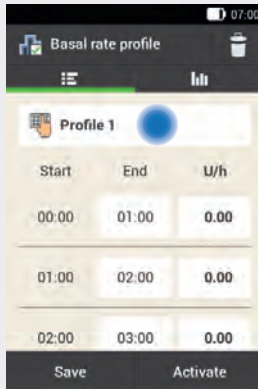 07:00
Basal rate profile
Profile 1
Start End U/h
00:00 01:00 0.00
01:00 02:00 0.00
02:00 03:00 0.00
Save Activate